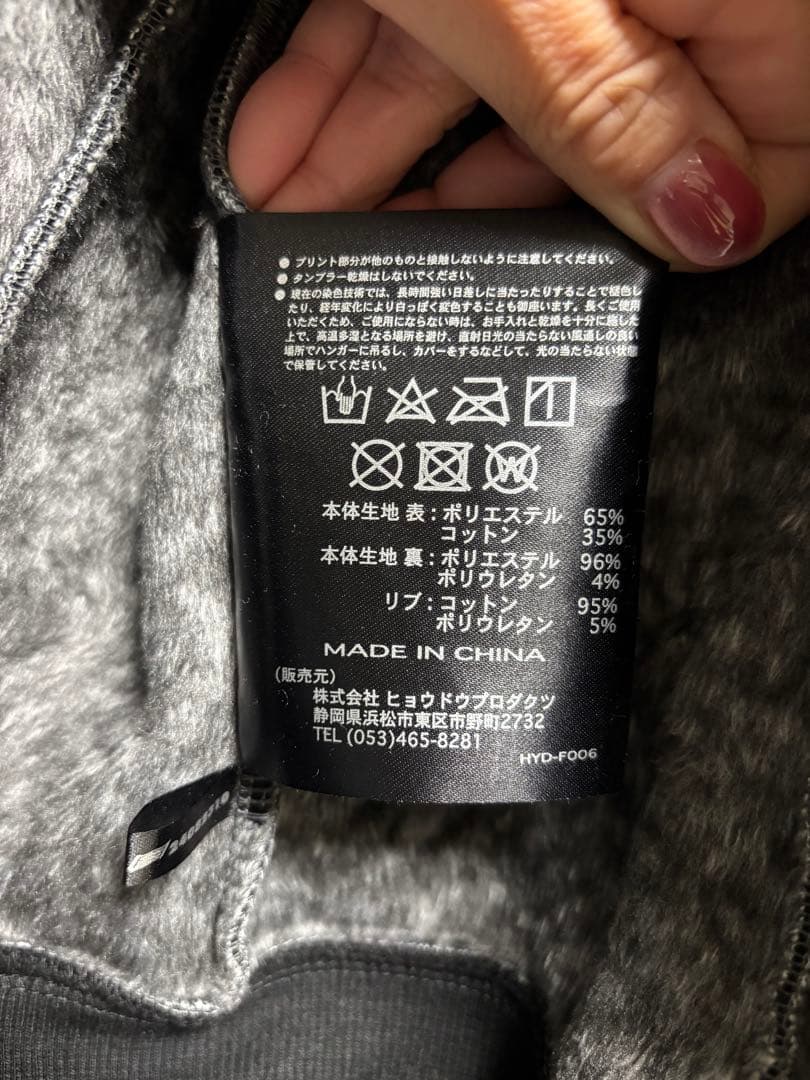 ● プリント部分が他のものと接触しないように注意してください。
● タンブラー乾燥はしないでください。
● 現在の染色技術では、長時間強い日差しに当たったりすることで褪色し
たり、経年変化により白っぽく変色することも御座います。長くご使用
いただくため、ご使用にならない時は、お手入れと乾燥を十分に施した
上で、高温多湿となる場所を避け、直射日光の当たらない風通しの良い
場所でハンガーに吊るし、カバーをするなどして、光の当たらない状態
で保管してください。
W
本体生地 表 : ポリエステル 65%
コットン 35%
本体生地 裏 : ポリエステル 96%
ポリウレタン 4%
リブ : コットン 95%
ポリウレタン 5%
MADE IN CHINA
(販売元)
株式会社 ヒョウドウプロダクツ
静岡県浜松市東区市野町2732
TEL (053)465-8281
HYD-F006